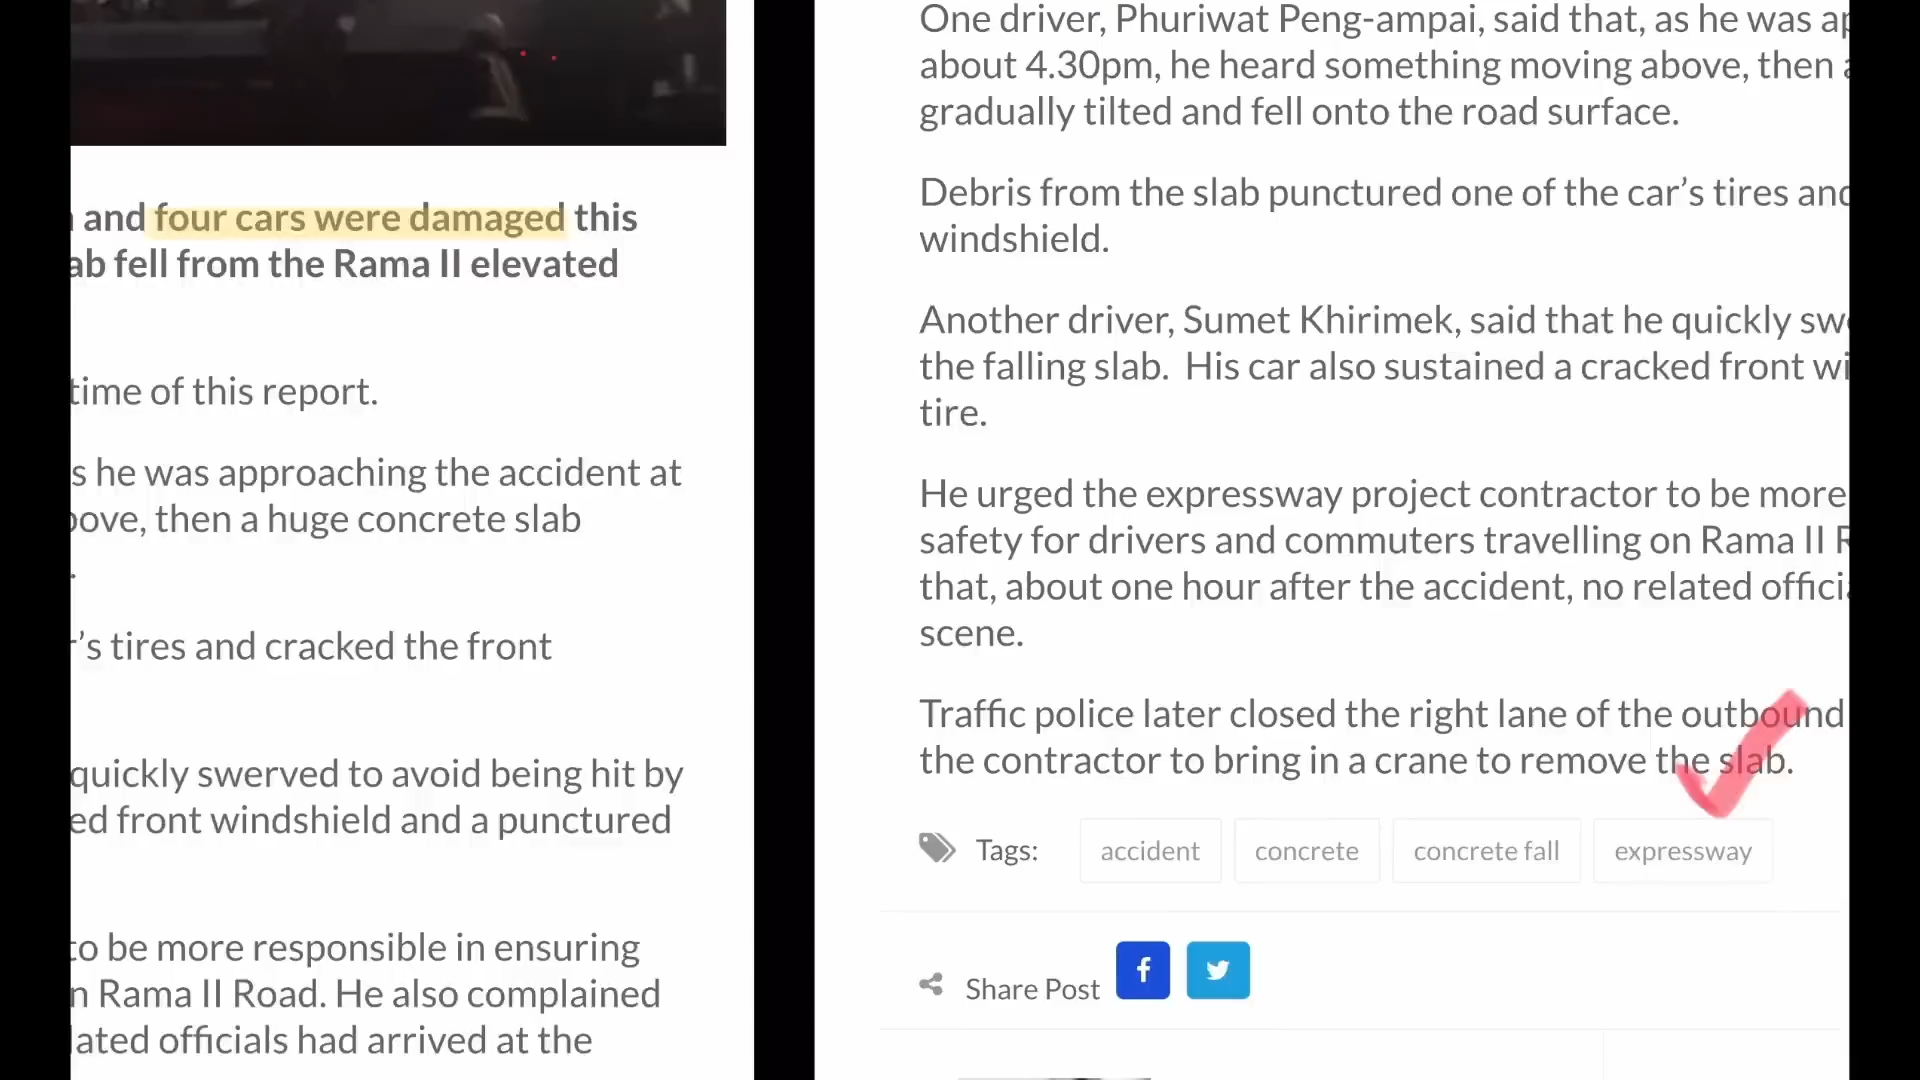 and four cars were damaged this
fell from the Rama II elevated
time of this report.
s he was approaching the accident at
then a huge concrete slab
.
's tires and cracked the front
quickly swerved to avoid being hit by
ed front windshield and a punctured
to be more responsible in ensuring
Rama II Road. He also complained
lated officials had arrived at the
One driver, Phuriwat Peng-ampai, said that, as he was ap
about 4.30pm, he heard something moving above, then
gradually tilted and fell onto the road surface.
Debris from the slab punctured one of the car's tires and
windshield.
Another driver, Sumet Khirimek, said that he quickly sw
the falling slab. His car also sustained a cracked front wi
tire.
He urged the expressway project contractor to be more
safety for drivers and commuters travelling on Rama II R
that, about one hour after the accident, no related offici
scene.
Traffic police later closed the right lane of the outbound
the contractor to bring in a crane to remove the slab.
Tags: accident concrete concrete fall expressway
Share Post